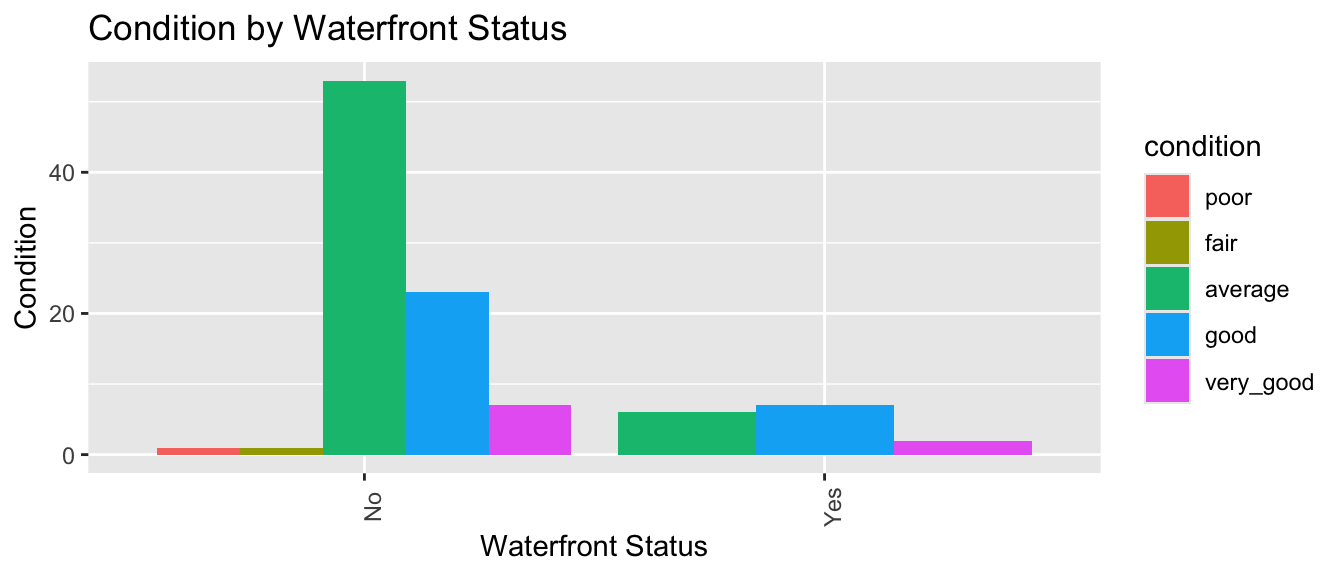 Condition by Waterfront Status
Condition
40
20
0
No
Yes
Waterfront Status
condition
poor
fair
average
good
very_good